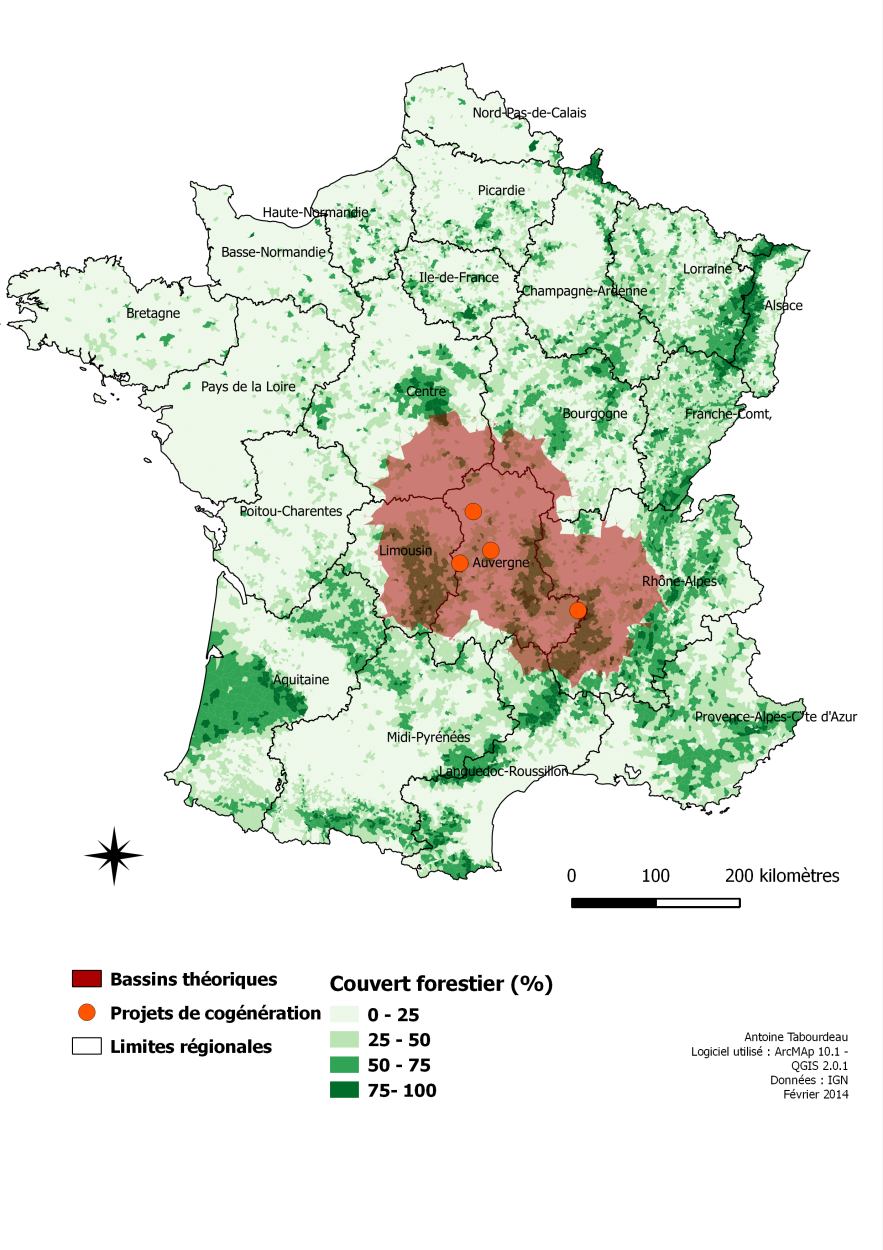 Nord-Pas-de-Calais
Picardie
Haute-Normandie
Basse-Normandie
Ile-de-France
Lorraine
Champagne-Ardenne
Alsace
Bretagne
Pays de la Loire
Centre
Bourgogne
Franche-Comt,
Poitou-Charentes
Limousin
Auvergne
Rhône-Alpes
Aquitaine
Provence-Alpes-C"te d'Azur
Midi-Pyrénées
Languedoc-Roussillon
0 100 200 kilomètres
Bassins théoriques
Projets de cogénération
Limites régionales
Couvert forestier (%)
0 - 25
25 - 50
50 - 75
75- 100
Antoine Tabourdeau
Logiciel utilisé : ArcMAp 10.1 -
QGIS 2.0.1
Données : IGN
Février 2014